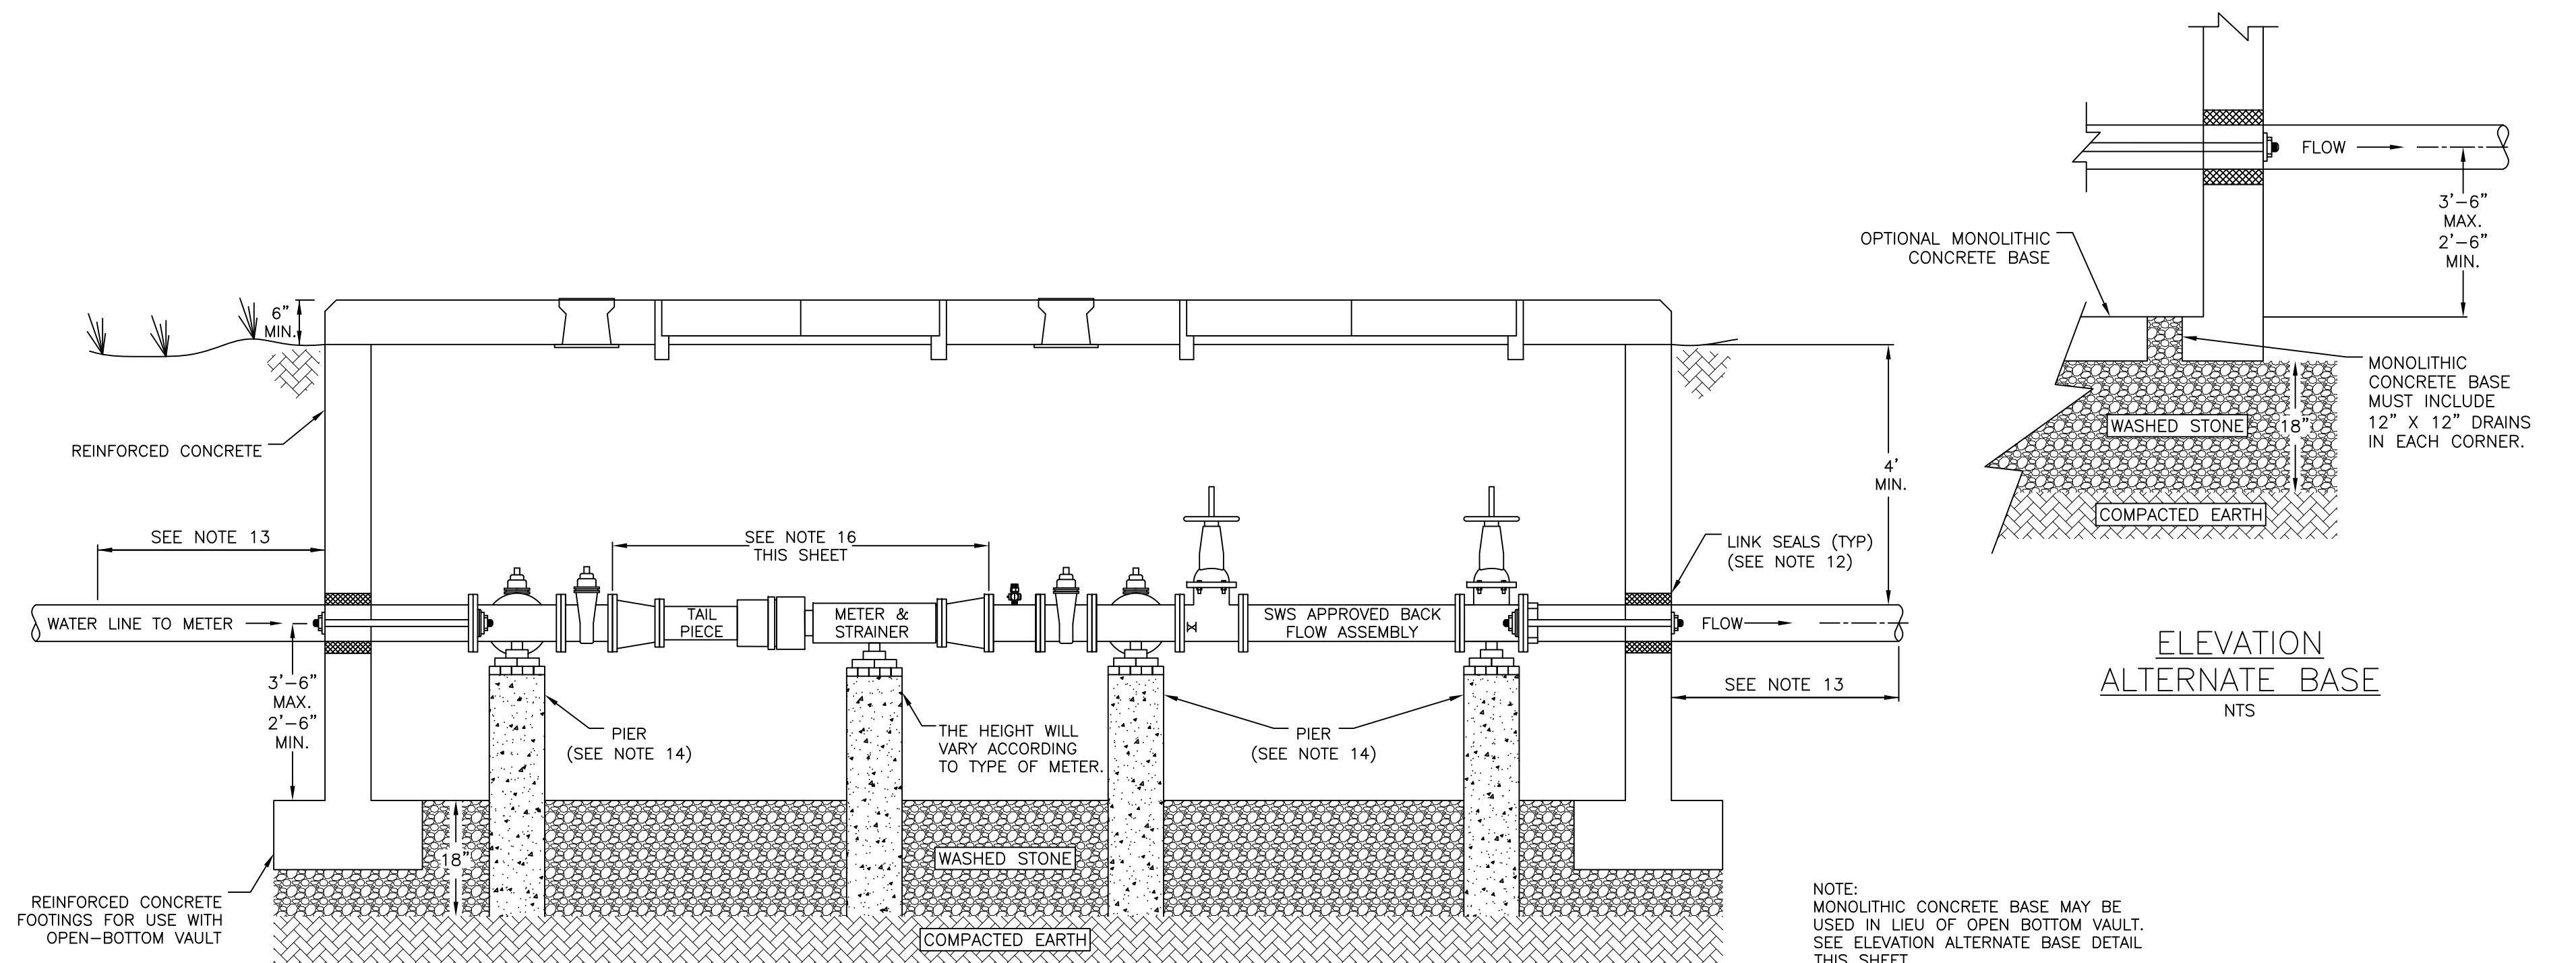 FLOW
3'-6"
MAX.
2'-6"
MIN.
OPTIONAL MONOLITHIC
CONCRETE BASE
MONOLITHIC
CONCRETE BASE
MUST INCLUDE
12" X 12" DRAINS
IN EACH CORNER.
WASHED STONE
18"
COMPACTED EARTH
ELEVATION
ALTERNATE BASE
NTS
6"
MIN.
REINFORCED CONCRETE
4'
MIN.
SEE NOTE 13
SEE NOTE 16
THIS SHEET
LINK SEALS (TYP)
(SEE NOTE 12)
WATER LINE TO METER
TAIL
PIECE
METER &
STRAINER
SWS APPROVED BACK
FLOW ASSEMBLY
FLOW
3'-6"
MAX.
2'-6"
MIN.
SEE NOTE 13
PIER
(SEE NOTE 14)
THE HEIGHT WILL
VARY ACCORDING
TO TYPE OF METER.
PIER
(SEE NOTE 14)
18"
WASHED STONE
COMPACTED EARTH
REINFORCED CONCRETE
FOOTINGS FOR USE WITH
OPEN-BOTTOM VAULT
NOTE:
MONOLITHIC CONCRETE BASE MAY BE
USED IN LIEU OF OPEN BOTTOM VAULT.
SEE ELEVATION ALTERNATE BASE DETAIL
THIS SHEET